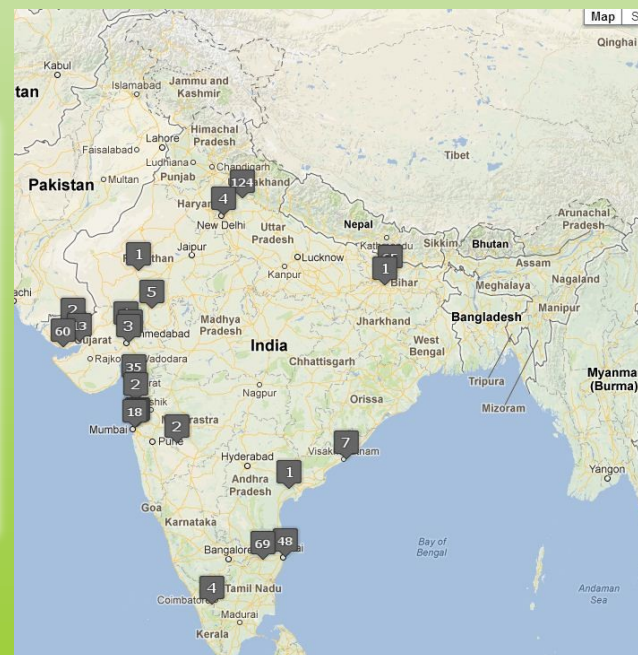 Map
S
Qinghai
Kabul
tan
Islamabad
Jammu and
Kashmir
Himachal
Pradesh
Lahore
Faisalabad
Ludhiana
Chandigarh
Punjab
Multan
Tibet
Pakistan
124
Haryana
4
New Delhi
Nepal
Arunachal
Pradesh
Uttar
Pradesh
Sikkim
Bhutan
1
Jaipur
Lucknow
Assam
Kanpur
1
Bihar
Nagaland
Meghalaya
5
2
60
3
Manipur
Madhya
Pradesh
Jharkhand
Bangladesh
India
West
Bengal
Vadodara
35
Chhattisgarh
Myanma
(Burma)
2
Tripura
Nagpur
Orissa
Mizoram
18
Mumbai
2
Pune
7
Hyderabad
1
Yangon
Andhra
Pradesh
Goa
Karnataka
Bay of
Bengal
69
48
Bangalore
Andaman
Sea
4
Tamil Nadu
Coimbatore
Madurai
Kerala